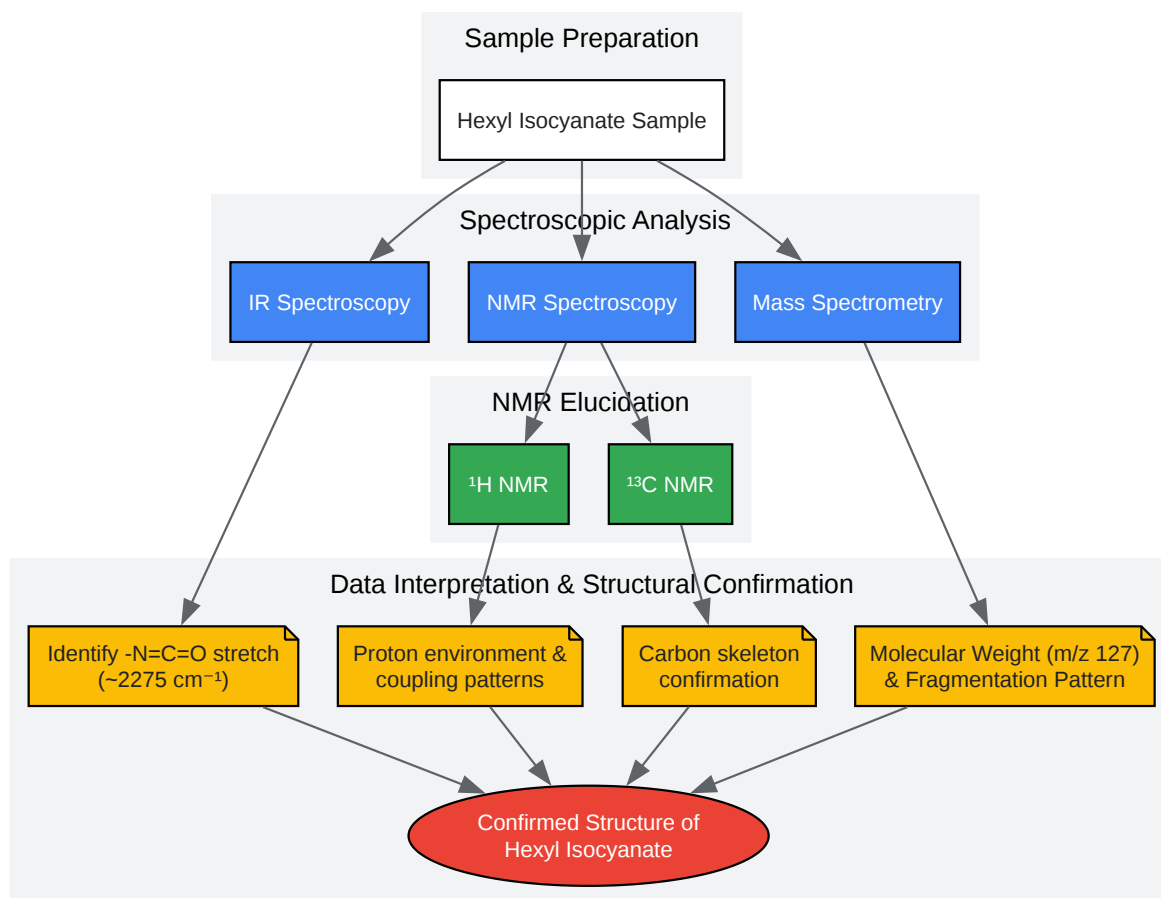 Sample Preparation
Hexyl Isocyanate Sample
Spectroscopic Analysis
IR Spectroscopy
NMR Spectroscopy
Mass Spectrometry
NMR Elucidation
¹H NMR
¹³C NMR
Data Interpretation & Structural Confirmation
Identify -N=C=O stretch
(~2275 cm⁻¹)
Proton environment &
coupling patterns
Carbon skeleton
confirmation
Molecular Weight (m/z 127)
& Fragmentation Pattern
Confirmed Structure of
Hexyl Isocyanate